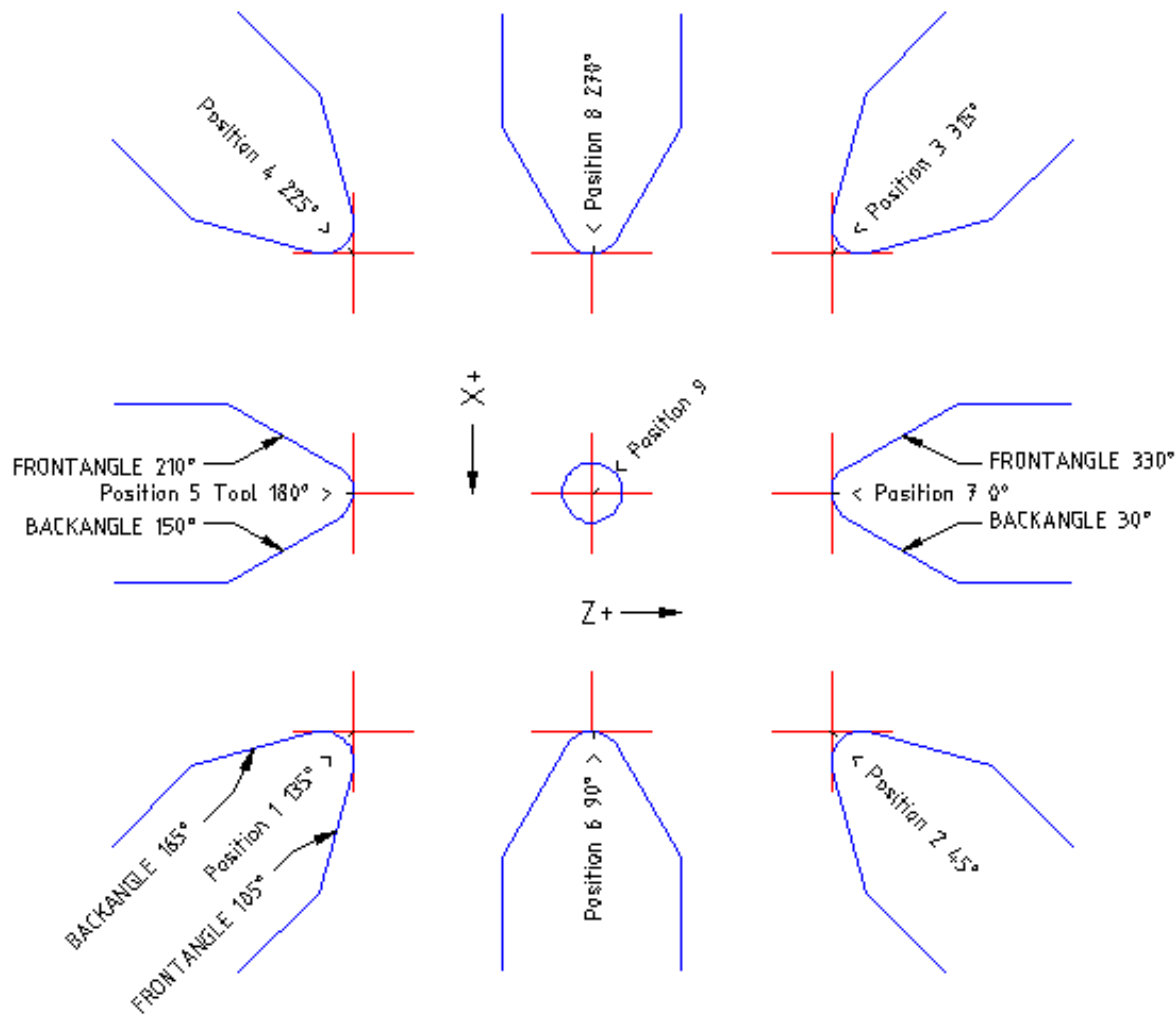 Position 4 225°
Position 8 270°
Position 3 315°
X+
Position 9
FRONTANGLE 210°
Position 5 Tool 180°
BACKANGLE 150°
FRONTANGLE 330°
Position 7 0°
BACKANGLE 30°
Z+
BACKANGLE 165°
Position 1 135°
FRONTANGLE 105°
Position 6 90°
Position 2 45°